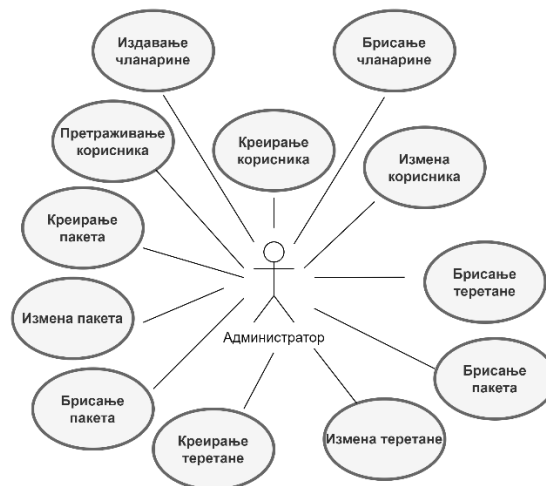 Издавање
чланарине
Брисање
чланарине
Претраживање
корисника
Креирање
корисника
Измена
корисника
Креирање
пакета
Брисање
теретане
Измена пакета
Администратор
Брисање
пакета
Брисање
пакета
Креирање
теретане
Измена теретане